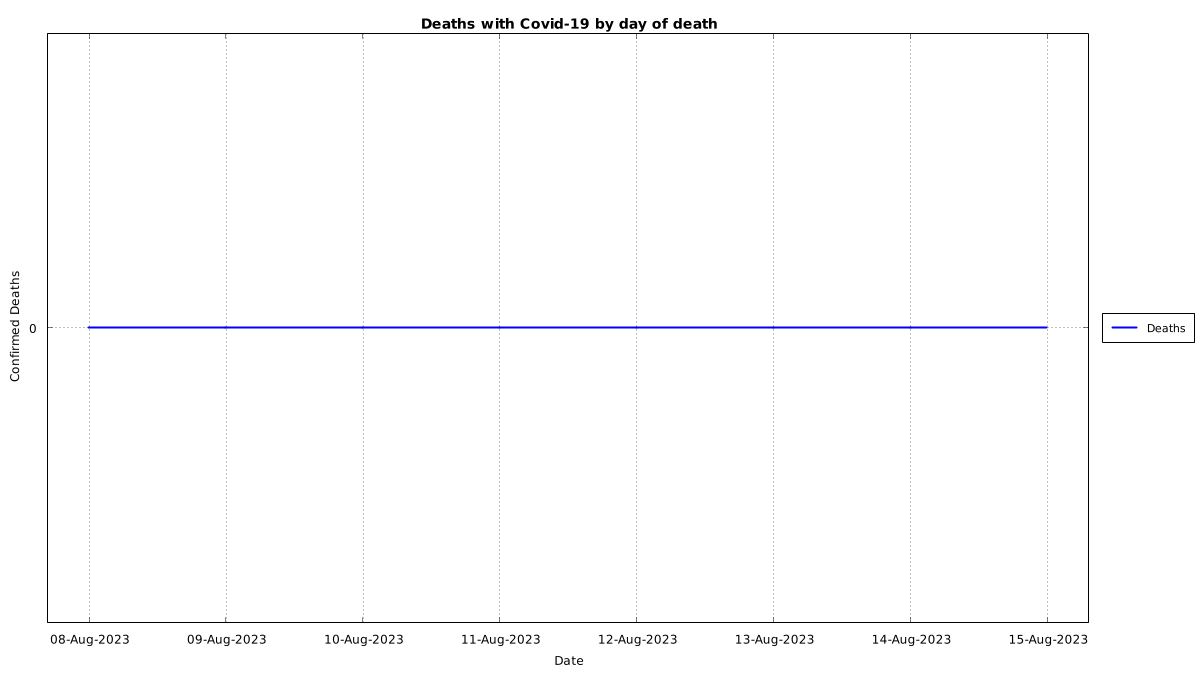 Deaths with Covid-19 by day of death
Confirmed Deaths
0
Deaths
08-Aug-2023 09-Aug-2023 10-Aug-2023 11-Aug-2023 12-Aug-2023 13-Aug-2023 14-Aug-2023 15-Aug-2023
Date